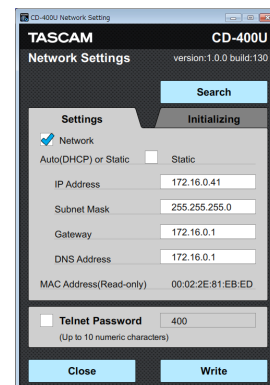 CD-400U Network Setting
TASCAM CD-400U
Network Settings version:1.0.0 build:130
Search
Settings Initializing
Network
Auto(DHCP) or Static Static
IP Address 172.16.0.41
Subnet Mask 255.255.255.0
Gateway 172.16.0.1
DNS Address 172.16.0.1
MAC Address(Read-only) 00:02:2E:81:EB:ED
Telnet Password 400
(Up to 10 numeric characters)
Close Write